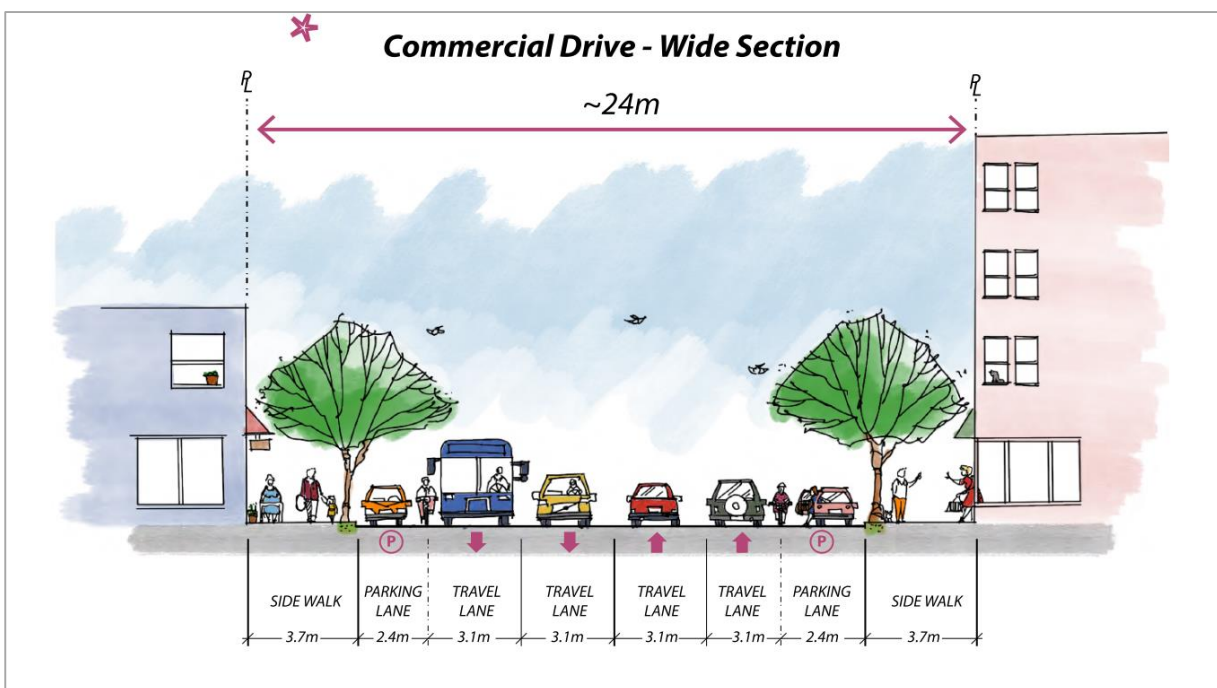 Commercial Drive - Wide Section
PL
PL
~24m
P
P
SIDE WALK
PARKING
LANE
TRAVEL
LANE
TRAVEL
LANE
TRAVEL
LANE
TRAVEL
LANE
PARKING
LANE
SIDE WALK
3.7m
2.4m
3.1m
3.1m
3.1m
3.1m
2.4m
3.7m